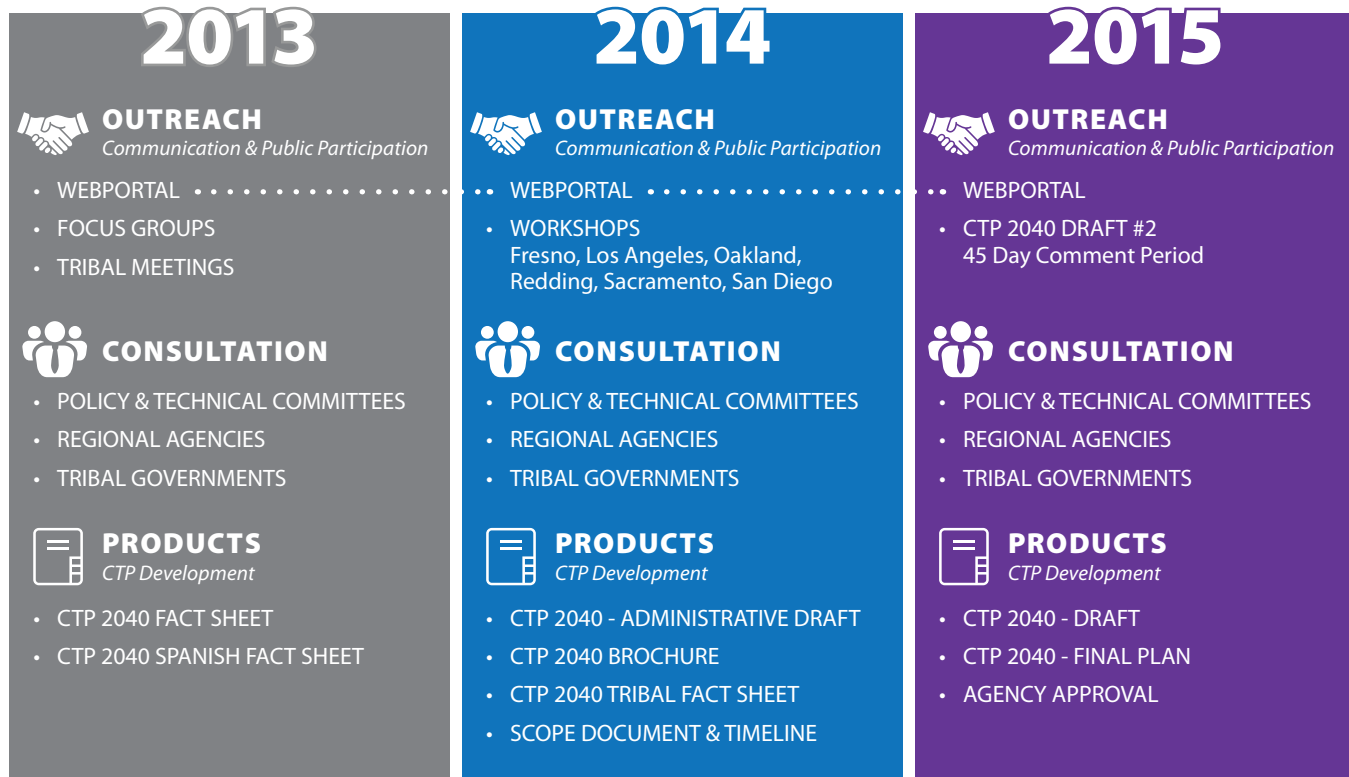 2013
OUTREACH
Communication & Public Participation
• WEBPORTAL
• FOCUS GROUPS
• TRIBAL MEETINGS
CONSULTATION
• POLICY & TECHNICAL COMMITTEES
• REGIONAL AGENCIES
• TRIBAL GOVERNMENTS
PRODUCTS
CTP Development
• CTP 2040 FACT SHEET
• CTP 2040 SPANISH FACT SHEET
2014
OUTREACH
Communication & Public Participation
• WEBPORTAL
• WORKSHOPS
Fresno, Los Angeles, Oakland,
Redding, Sacramento, San Diego
CONSULTATION
• POLICY & TECHNICAL COMMITTEES
• REGIONAL AGENCIES
• TRIBAL GOVERNMENTS
PRODUCTS
CTP Development
• CTP 2040 - ADMINISTRATIVE DRAFT
• CTP 2040 BROCHURE
• CTP 2040 TRIBAL FACT SHEET
• SCOPE DOCUMENT & TIMELINE
2015
OUTREACH
Communication & Public Participation
WEBPORTAL
• CTP 2040 DRAFT #2
45 Day Comment Period
CONSULTATION
• POLICY & TECHNICAL COMMITTEES
• REGIONAL AGENCIES
• TRIBAL GOVERNMENTS
PRODUCTS
CTP Development
• CTP 2040 - DRAFT
• CTP 2040 - FINAL PLAN
• AGENCY APPROVAL